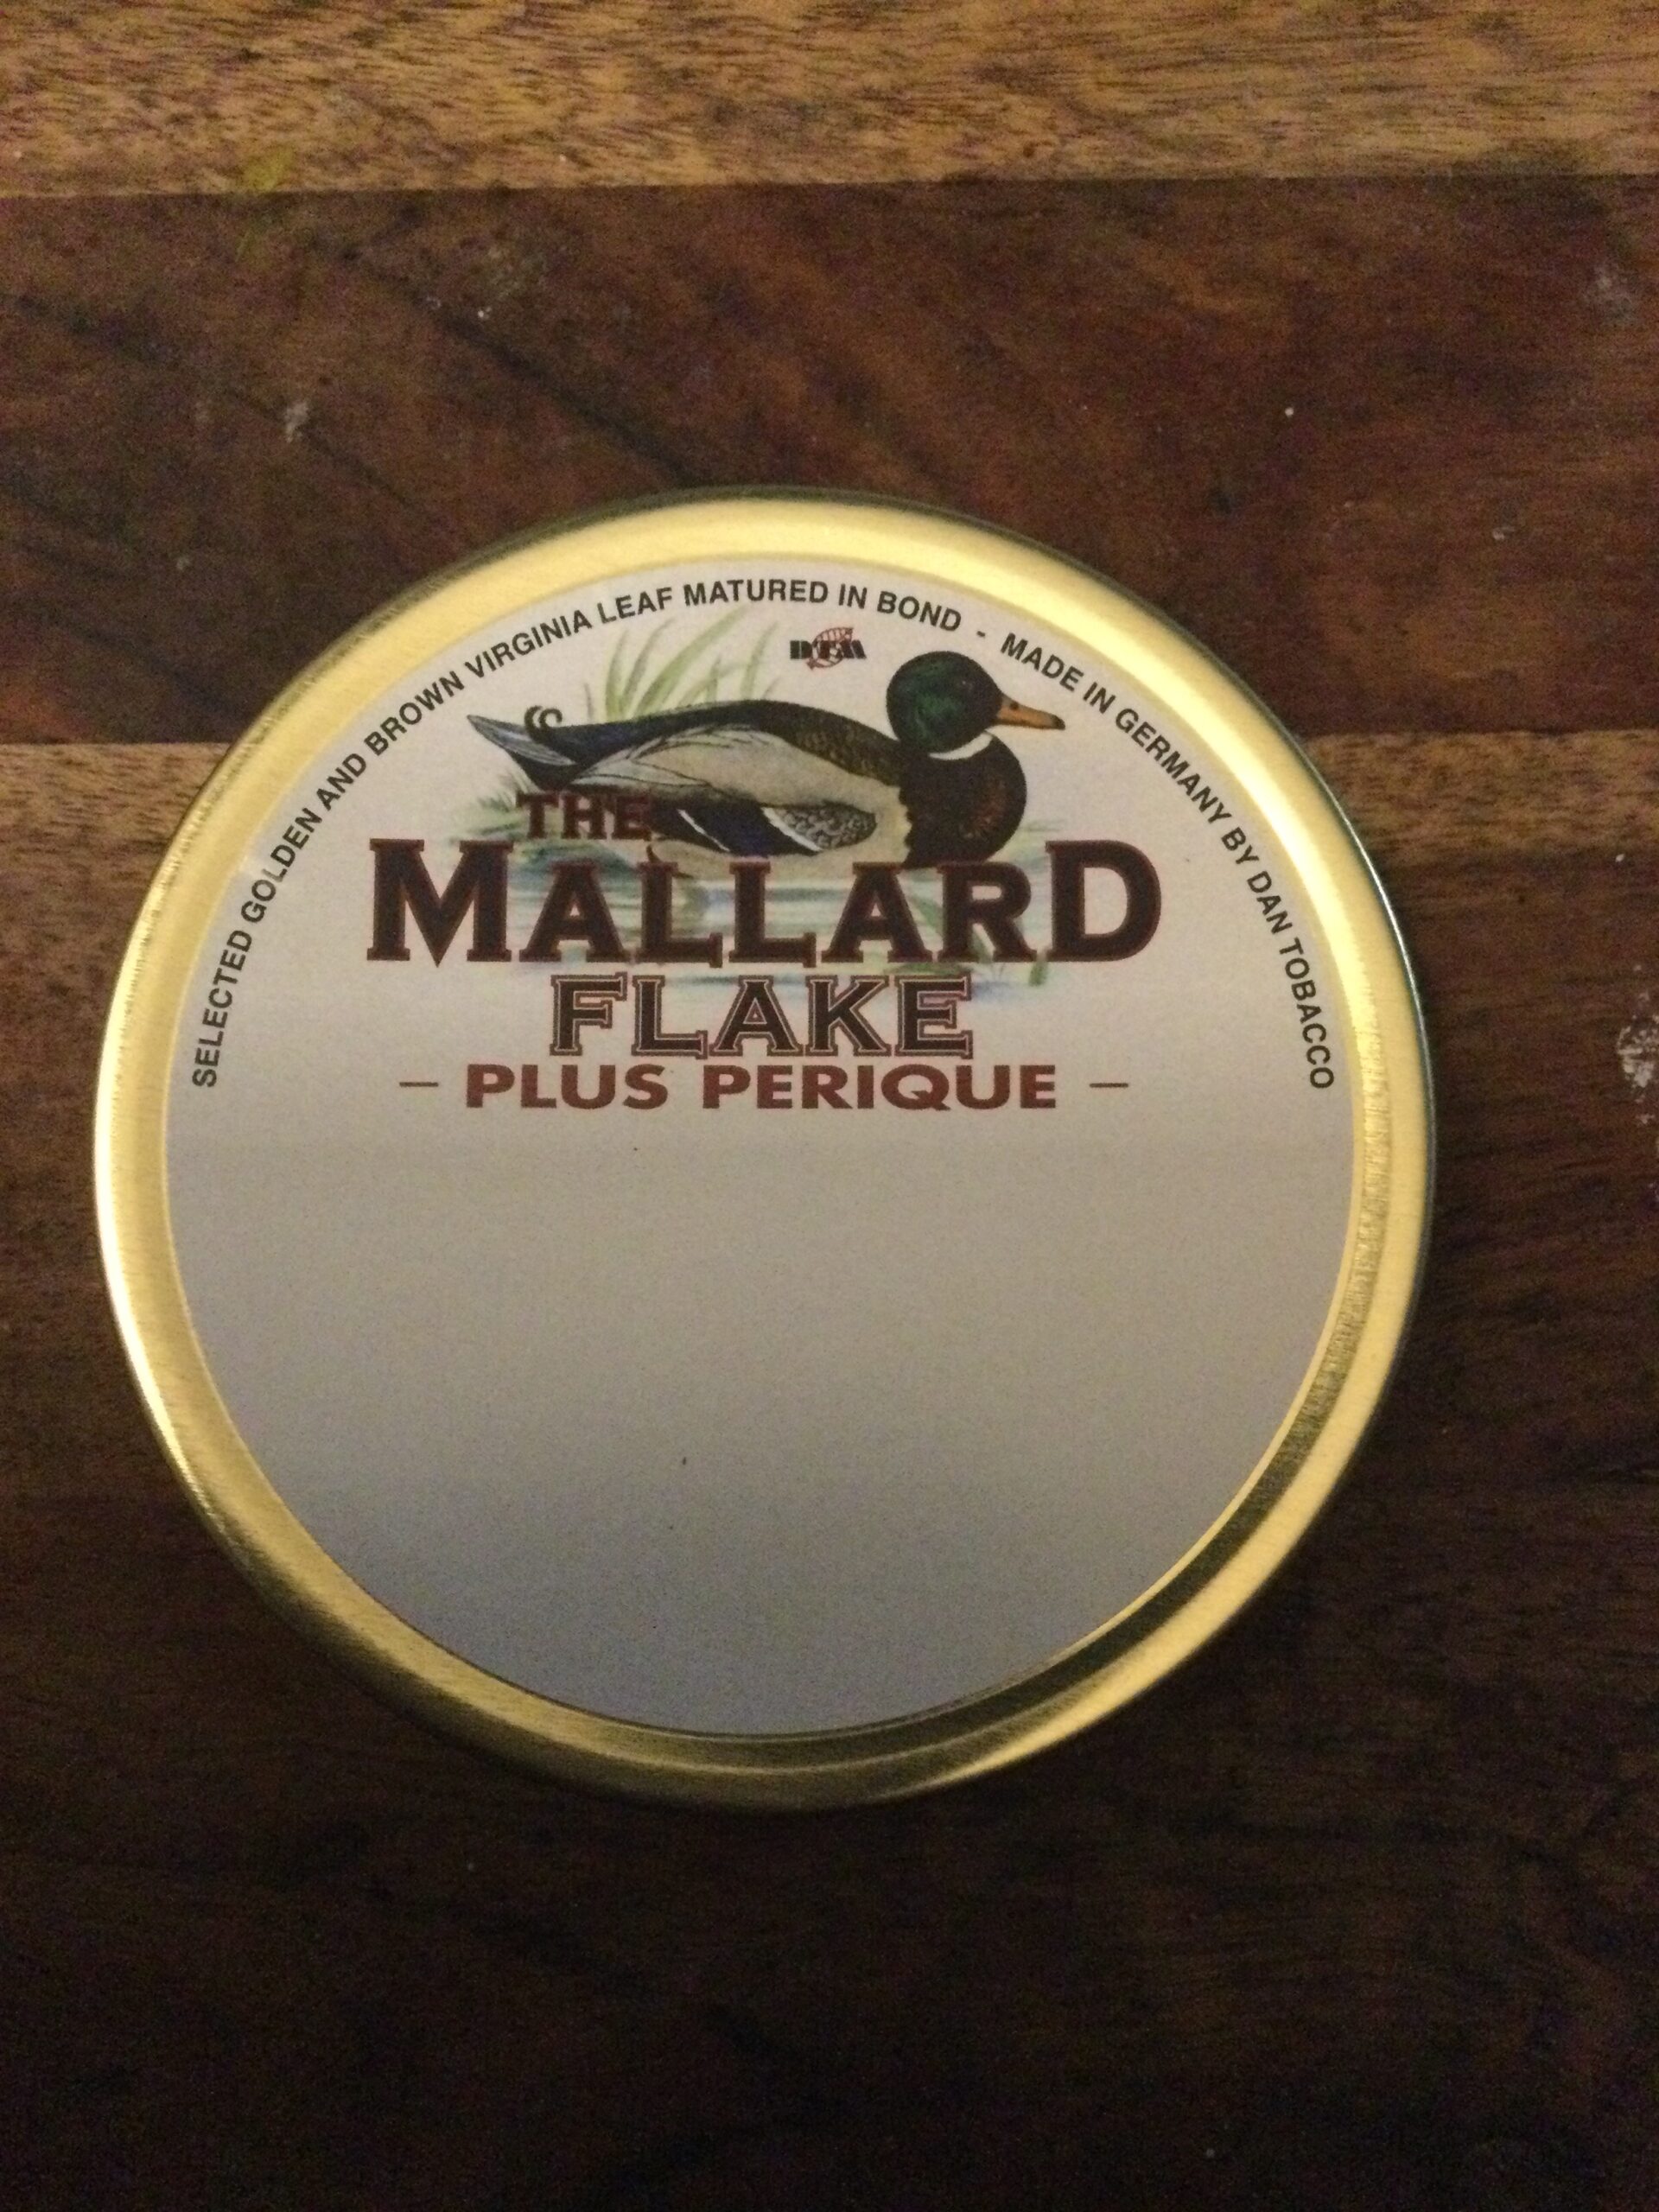 SELECTED GOLDEN AND BROWN VIRGINIA LEAF MATURED IN BOND - MADE IN GERMANY BY DAN TOBACCO
DTM
THE
MALLARD
FLAKE
– PLUS PERIQUE –